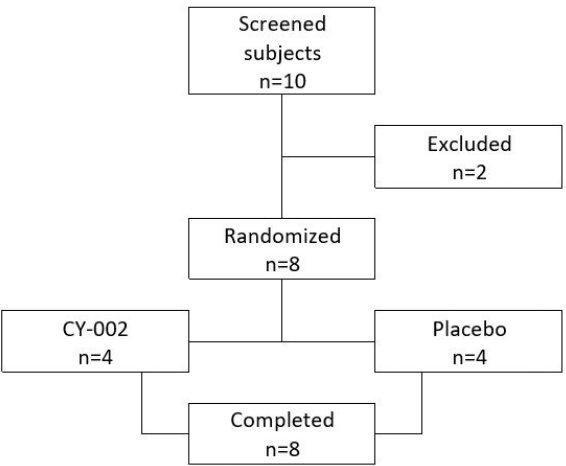 Screened
subjects
n=10
Excluded
n=2
Randomized
n=8
CY-002
n=4
Placebo
n=4
Completed
n=8